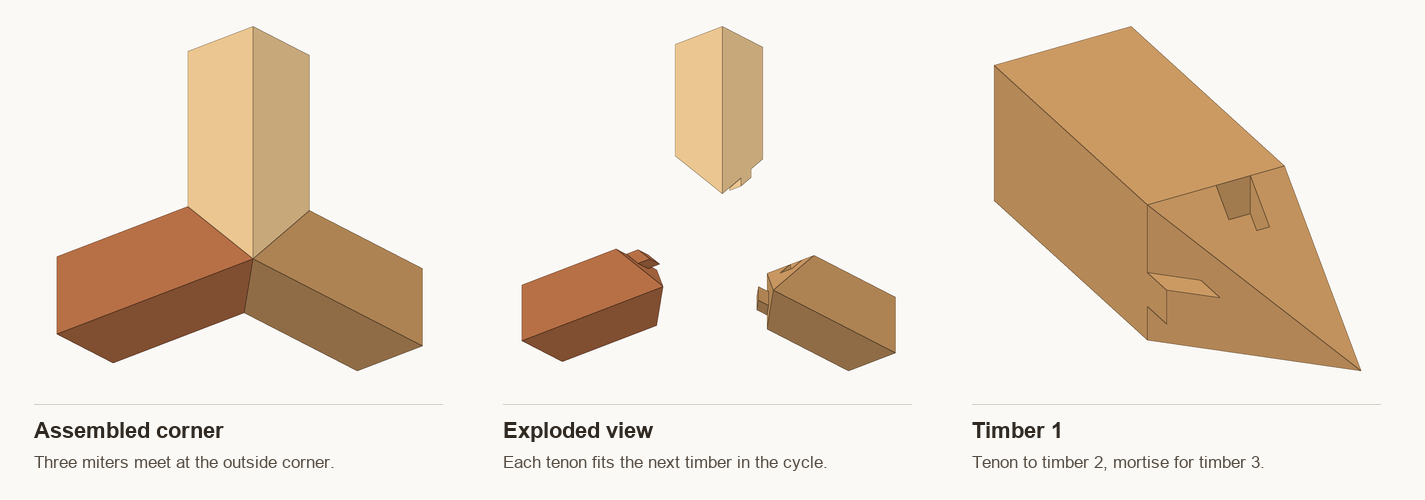 Assembled corner
Three miters meet at the outside corner.
Exploded view
Each tenon fits the next timber in the cycle.
Timber 1
Tenon to timber 2, mortise for timber 3.